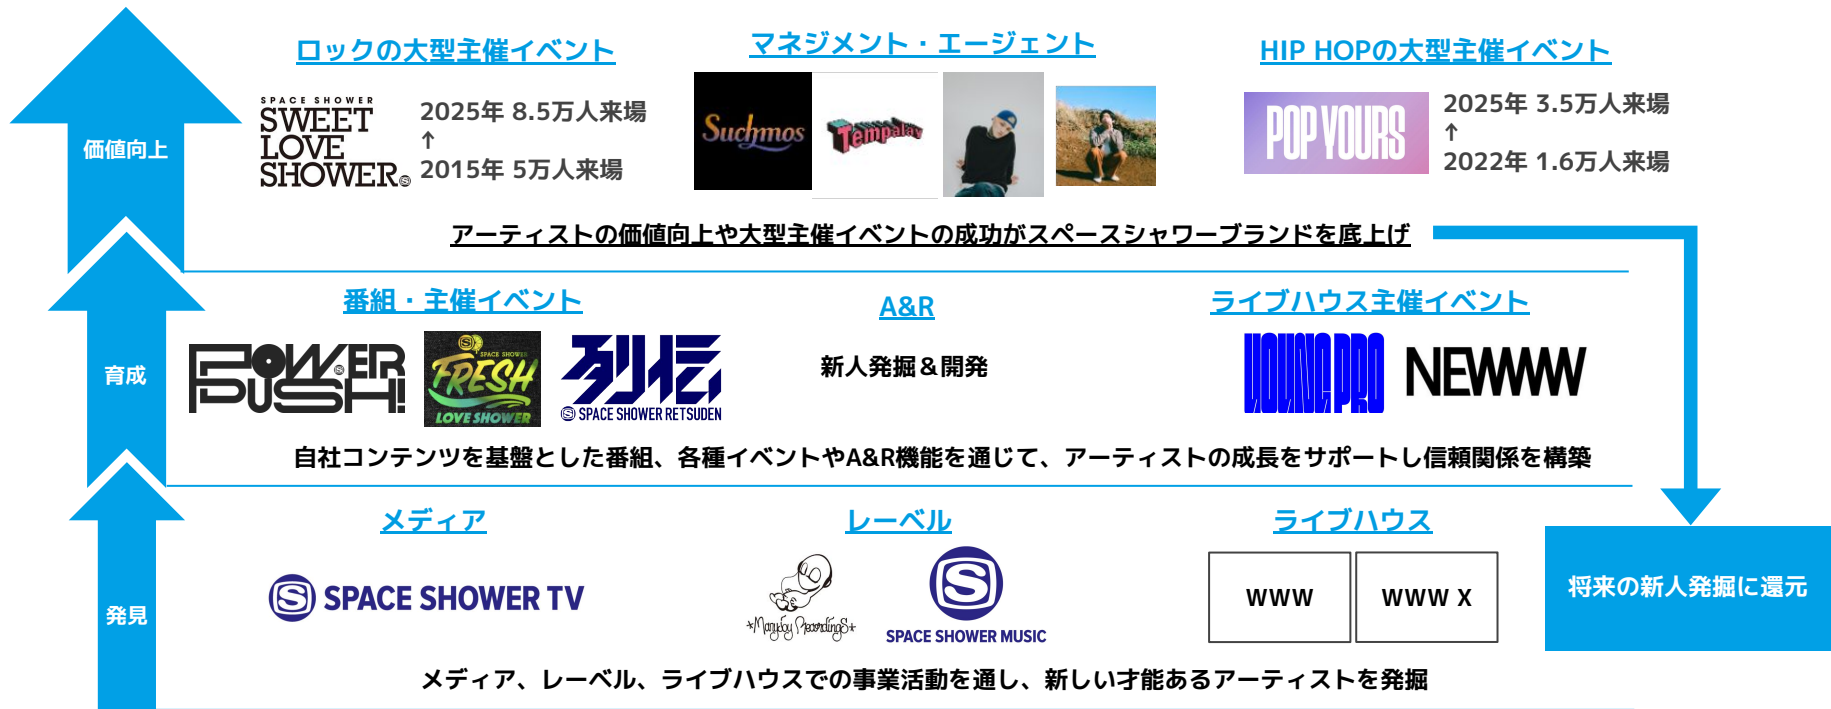 ロックの大型主催イベント
マネジメント・エージェント
HIP HOPの大型主催イベント
SPACE SHOWER
SWEET
LOVE
SHOWER
2025年 8.5万人来場
↑
2015年 5万人来場
Suchmos
Tempalay
POP YOURS
2025年 3.5万人来場
↑
2022年 1.6万人来場
価値向上
アーティストの価値向上や大型主催イベントの成功がスペースシャワーブランドを底上げ
番組・主催イベント
A&R
ライブハウス主催イベント
POWER
PUSH!
SPACE SHOWER
FRESH
LOVE SHOWER
列伝
SPACE SHOWER RETSUDEN
新人発掘＆開発
YOUNG PRO
NEWWW
育成
自社コンテンツを基盤とした番組、各種イベントやA&R機能を通じて、アーティストの成長をサポートし信頼関係を構築
メディア
レーベル
ライブハウス
SPACE SHOWER TV
*Maryjoy Recordings*
SPACE SHOWER MUSIC
WWW
WWW X
将来の新人発掘に還元
発見
メディア、レーベル、ライブハウスでの事業活動を通し、新しい才能あるアーティストを発掘